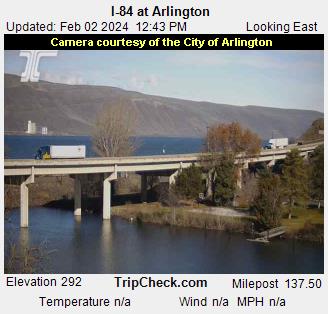 I-84 at Arlington
Updated: Feb 02 2024 12:43 PM Looking East
Camera courtesy of the City of Arlington
Elevation 292 TripCheck.com Milepost 137.50
Temperature n/a Wind n/a MPH n/a